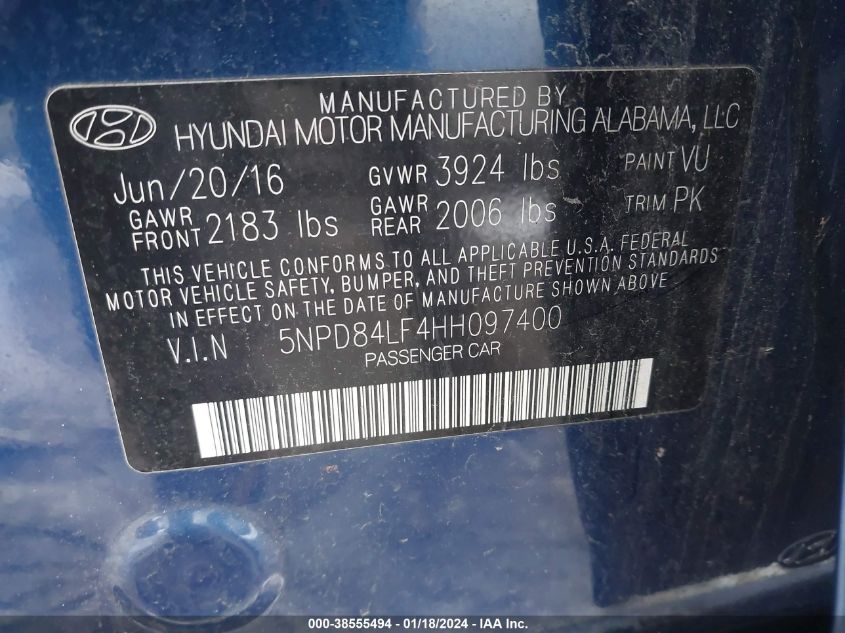 MANUFACTURED BY
HYUNDAI MOTOR MANUFACTURING ALABAMA, LLC
Jun/20/16 GVWR 3924 lbs PAINT VU
GAWR FRONT 2183 lbs GAWR REAR 2006 lbs TRIM PK
THIS VEHICLE CONFORMS TO ALL APPLICABLE U.S.A. FEDERAL
MOTOR VEHICLE SAFETY, BUMPER, AND THEFT PREVENTION STANDARDS
IN EFFECT ON THE DATE OF MANUFACTURE SHOWN ABOVE
V.I.N 5NPD84LF4HH097400
PASSENGER CAR
000-38555494 - 01/18/2024 - IAA Inc.